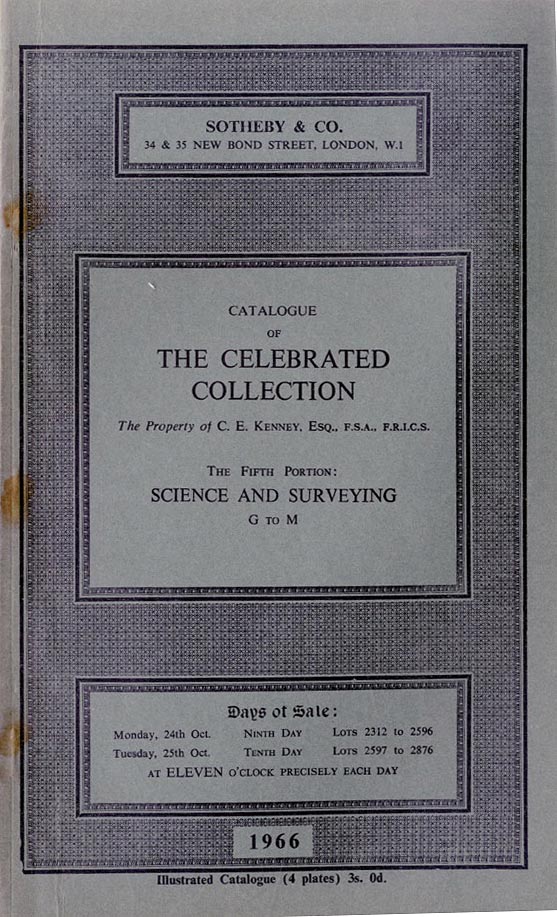 SOTHEBY & CO.
34 & 35 NEW BOND STREET, LONDON, W.1
CATALOGUE
OF
THE CELEBRATED
COLLECTION
The Property of C. E. KENNEY, ESQ., F.S.A., F.R.I.C.S.
THE FIFTH PORTION:
SCIENCE AND SURVEYING
G TO M
Days of Sale:
Monday, 24th Oct. NINTH DAY LOTS 2312 to 2596
Tuesday, 25th Oct. TENTH DAY LOTS 2597 to 2876
AT ELEVEN O'CLOCK PRECISELY EACH DAY
1966
Illustrated Catalogue (4 plates) 3s. 0d.